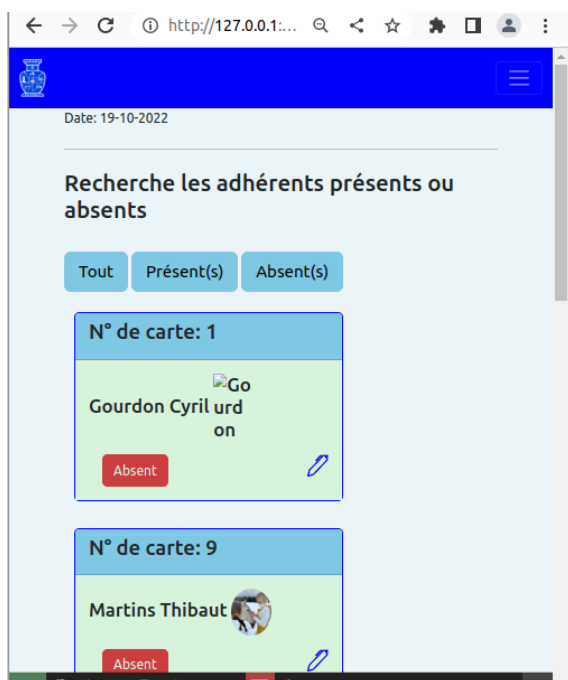 http://127.0.0.1:...
Date: 19-10-2022
Recherche les adhérents présents ou
absents
Tout Présent(s) Absent(s)
N° de carte: 1
Gourdon Cyril
Go
urd
on
Absent
N° de carte: 9
Martins Thibaut
Absent